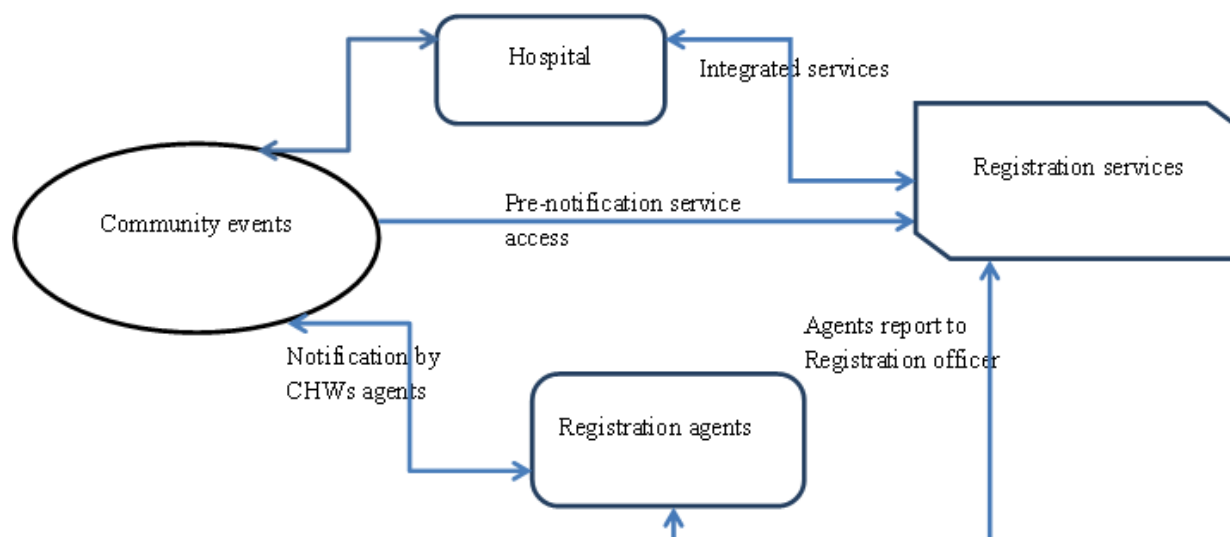 Hospital
Integrated services
Registration services
Community events
Pre-notification service
access
Agents report to
Registration officer
Notification by
CHWs agents
Registration agents